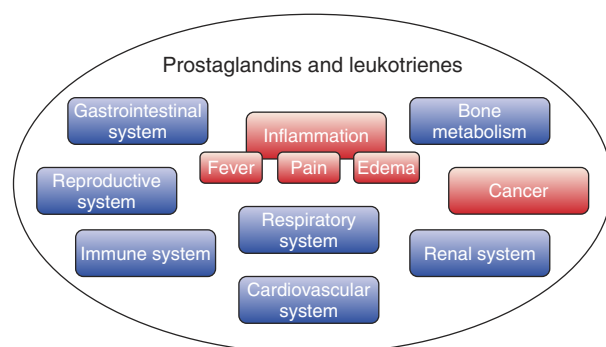 Prostaglandins and leukotrienes
Gastrointestinal
system
Inflammation
Bone
metabolism
Fever
Pain
Edema
Reproductive
system
Cancer
Respiratory
system
Immune system
Renal system
Cardiovascular
system